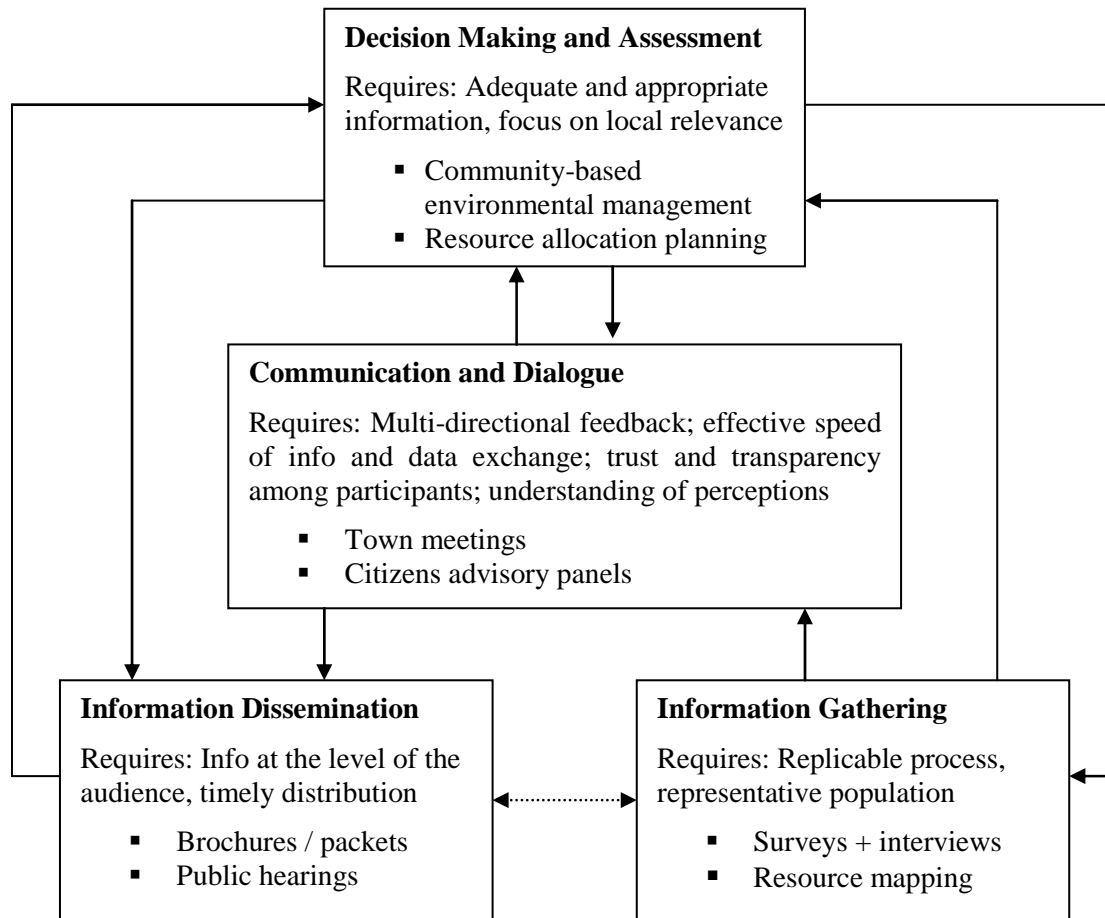 Decision Making and Assessment
Requires: Adequate and appropriate
information, focus on local relevance
▪ Community-based
environmental management
▪ Resource allocation planning
Communication and Dialogue
Requires: Multi-directional feedback; effective speed
of info and data exchange; trust and transparency
among participants; understanding of perceptions
▪ Town meetings
▪ Citizens advisory panels
Information Dissemination
Requires: Info at the level of the
audience, timely distribution
▪ Brochures / packets
▪ Public hearings
Information Gathering
Requires: Replicable process,
representative population
▪ Surveys + interviews
▪ Resource mapping